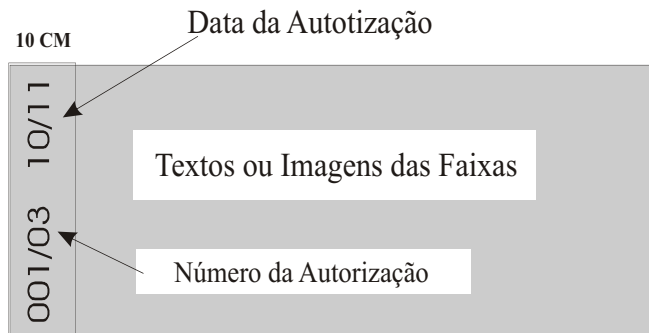 Data da Autotização
10 CM
10/11
Textos ou Imagens das Faixas
001/03
Número da Autorização